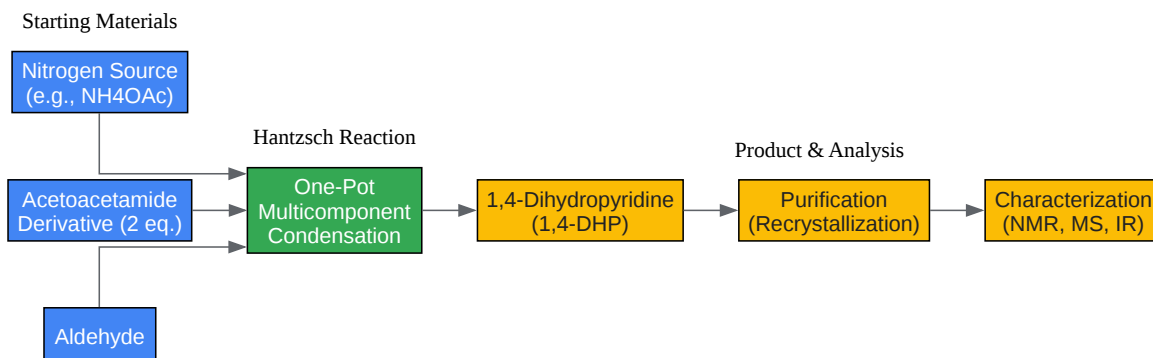 Starting Materials
Nitrogen Source
(e.g., NH4OAc)
Acetoacetamide
Derivative (2 eq.)
Aldehyde
Hantzsch Reaction
One-Pot
Multicomponent
Condensation
1,4-Dihydropyridine
(1,4-DHP)
Product & Analysis
Purification
(Recrystallization)
Characterization
(NMR, MS, IR)